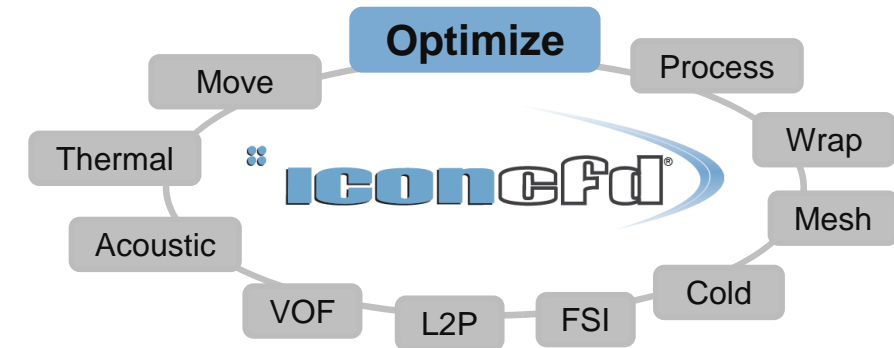 Optimize
Process
Wrap
Mesh
Cold
FSI
L2P
VOF
Acoustic
Thermal
Move
iconcfd®